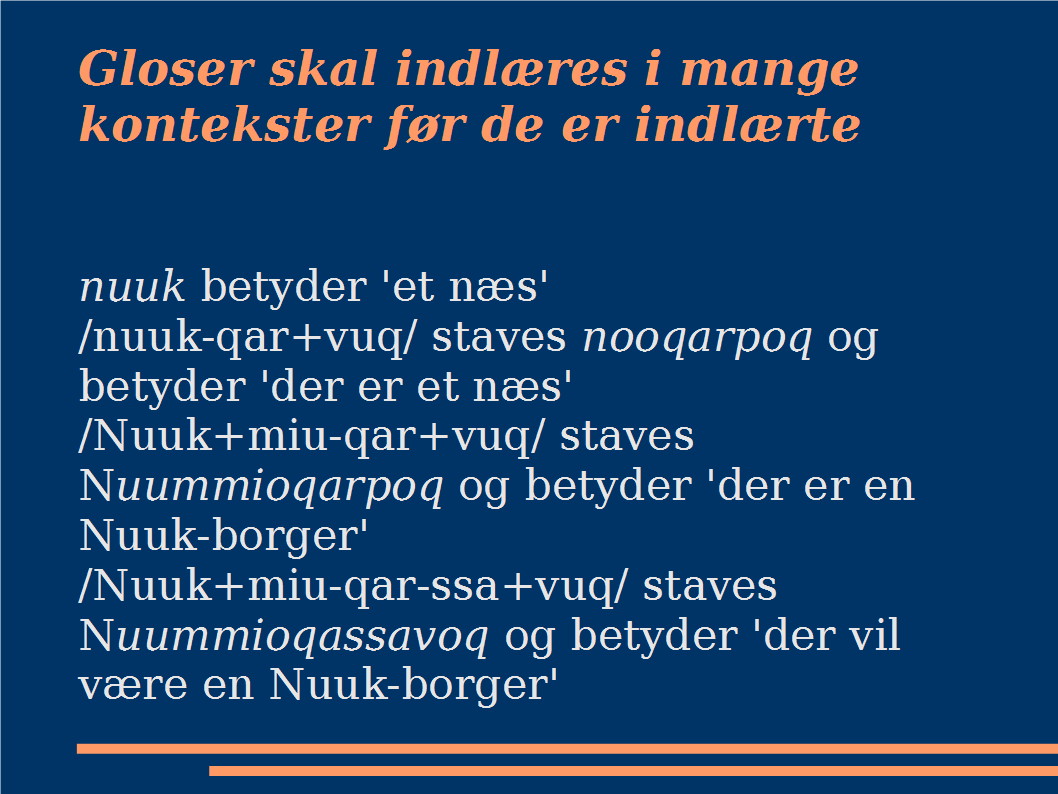 Gloser skal indlæres i mange
kontekster før de er indlærte
nuuk betyder 'et næs'
/nuuk-qar+vuq/ staves nooqarpoq og
betyder 'der er et næs'
/Nuuk+miu-qar+vuq/ staves
Nuummioqarpoq og betyder 'der er en
Nuuk-borger'
/Nuuk+miu-qar-ssa+vuq/ staves
Nuummioqassavoq og betyder 'der vil
være en Nuuk-borger'